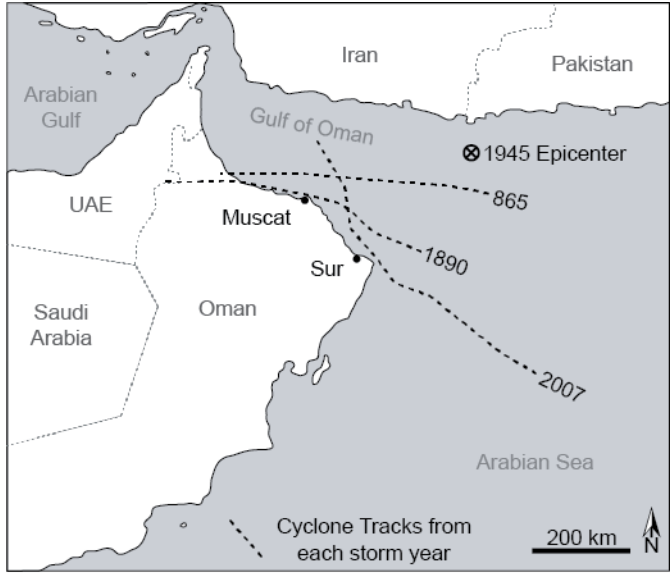 Iran
Pakistan
Arabian
Gulf
Gulf of Oman
1945 Epicenter
865
UAE
Muscat
1890
Sur
Saudi
Arabia
Oman
2007
Arabian Sea
Cyclone Tracks from
each storm year
200 km
N